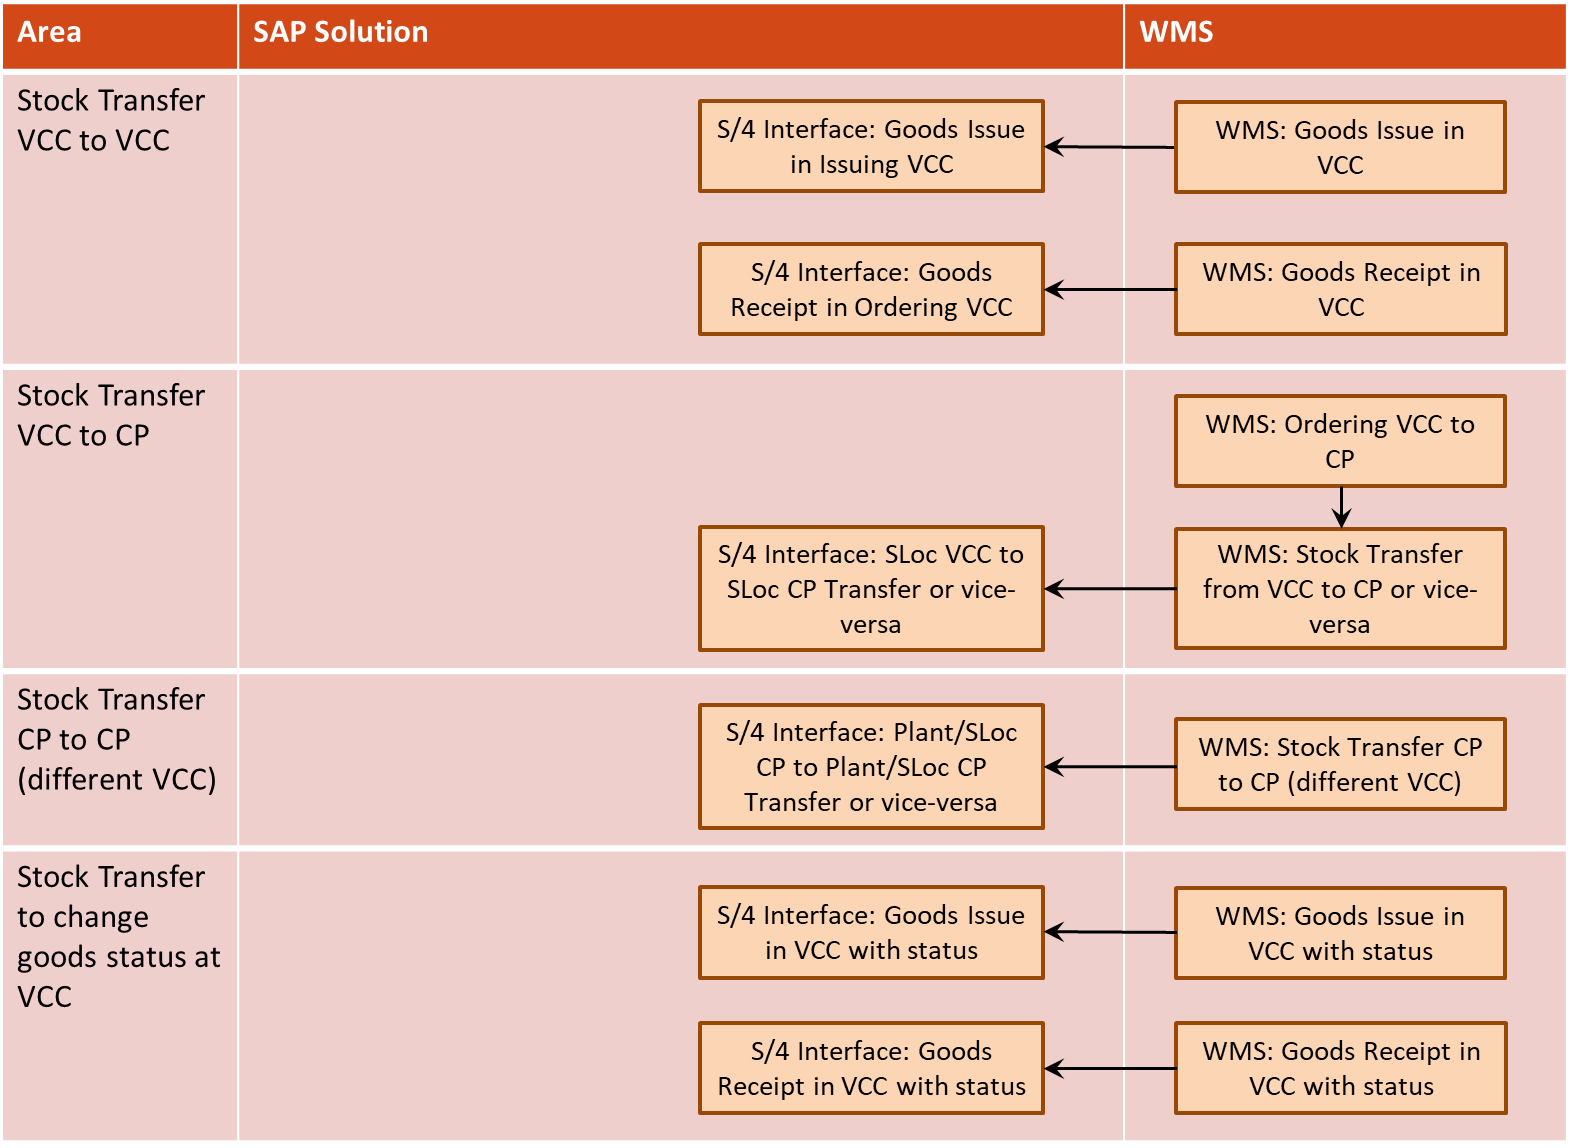 Area
SAP Solution
WMS
Stock Transfer
VCC to VCC
S/4 Interface: Goods Issue
in Issuing VCC
WMS: Goods Issue in
VCC
S/4 Interface: Goods
Receipt in Ordering VCC
WMS: Goods Receipt in
VCC
Stock Transfer
VCC to CP
WMS: Ordering VCC to
CP
S/4 Interface: SLoc VCC to
SLoc CP Transfer or vice-
versa
WMS: Stock Transfer
from VCC to CP or vice-
versa
Stock Transfer
CP to CP
(different VCC)
S/4 Interface: Plant/SLoc
CP to Plant/SLoc CP
Transfer or vice-versa
WMS: Stock Transfer CP
to CP (different VCC)
Stock Transfer
to change
goods status at
VCC
S/4 Interface: Goods Issue
in VCC with status
WMS: Goods Issue in
VCC with status
S/4 Interface: Goods
Receipt in VCC with status
WMS: Goods Receipt in
VCC with status